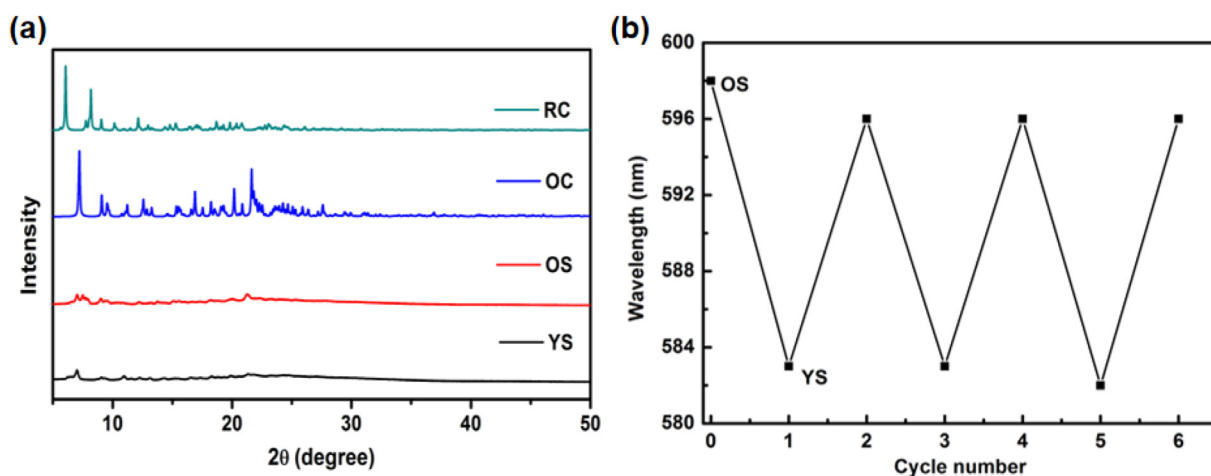 (a)
RC
OC
OS
YS
Intensity
10
20
30
40
50
2θ (degree)
(b)
600
596
592
588
584
580
Wavelength (nm)
OS
YS
0
1
2
3
4
5
6
Cycle number